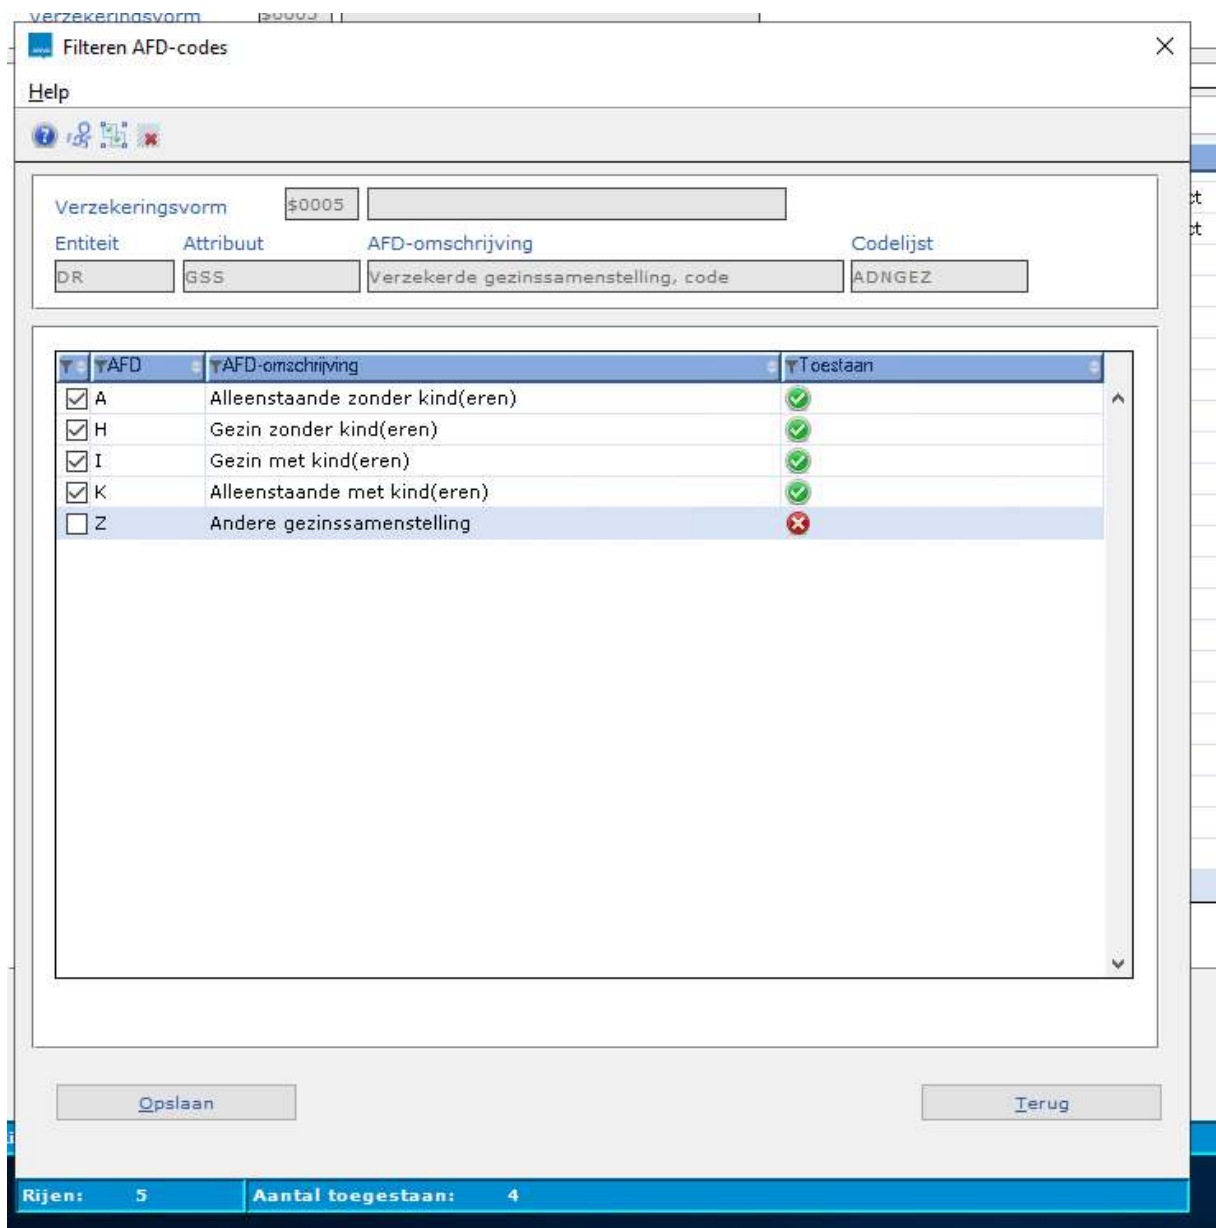 Verzekeringsvorm $0005
Filteren AFD-codes
Help
Verzekeringsvorm $0005
Entiteit Attribuut AFD-omschrijving Codelijst
DR GSS Verzekerde gezinssamenstelling, code ADNGEZ
AFD AFD-omschrijving Toestaan
A Alleenstaande zonder kind(eren)
H Gezin zonder kind(eren)
I Gezin met kind(eren)
K Alleenstaande met kind(eren)
Z Andere gezinssamenstelling
Opslaan Terug
Rijen: 5 Aantal toegestaan: 4